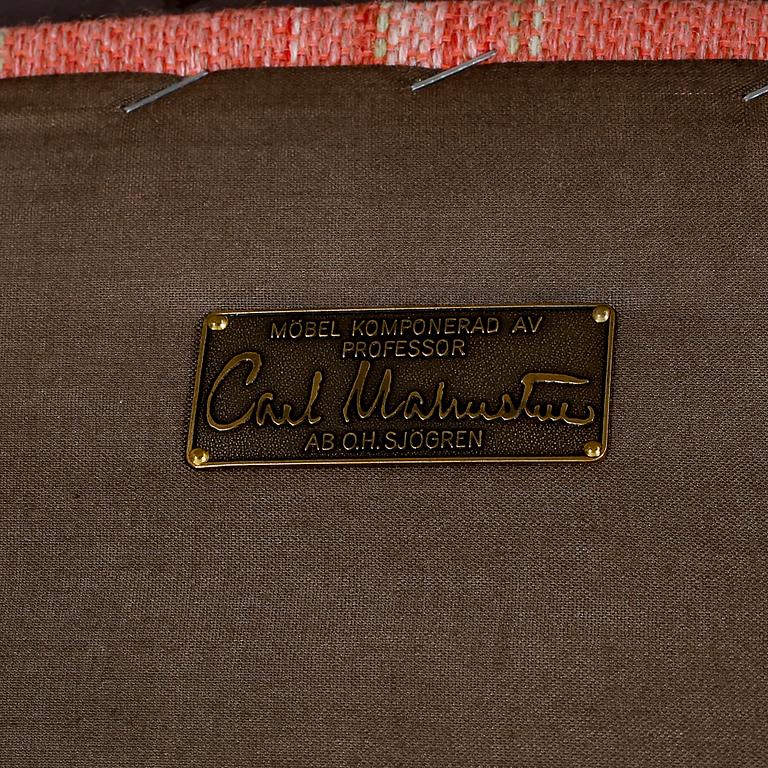 MÖBEL KOMPONERAD AV
PROFESSOR
Carl Malmsten
AB O.H. SJÖGREN